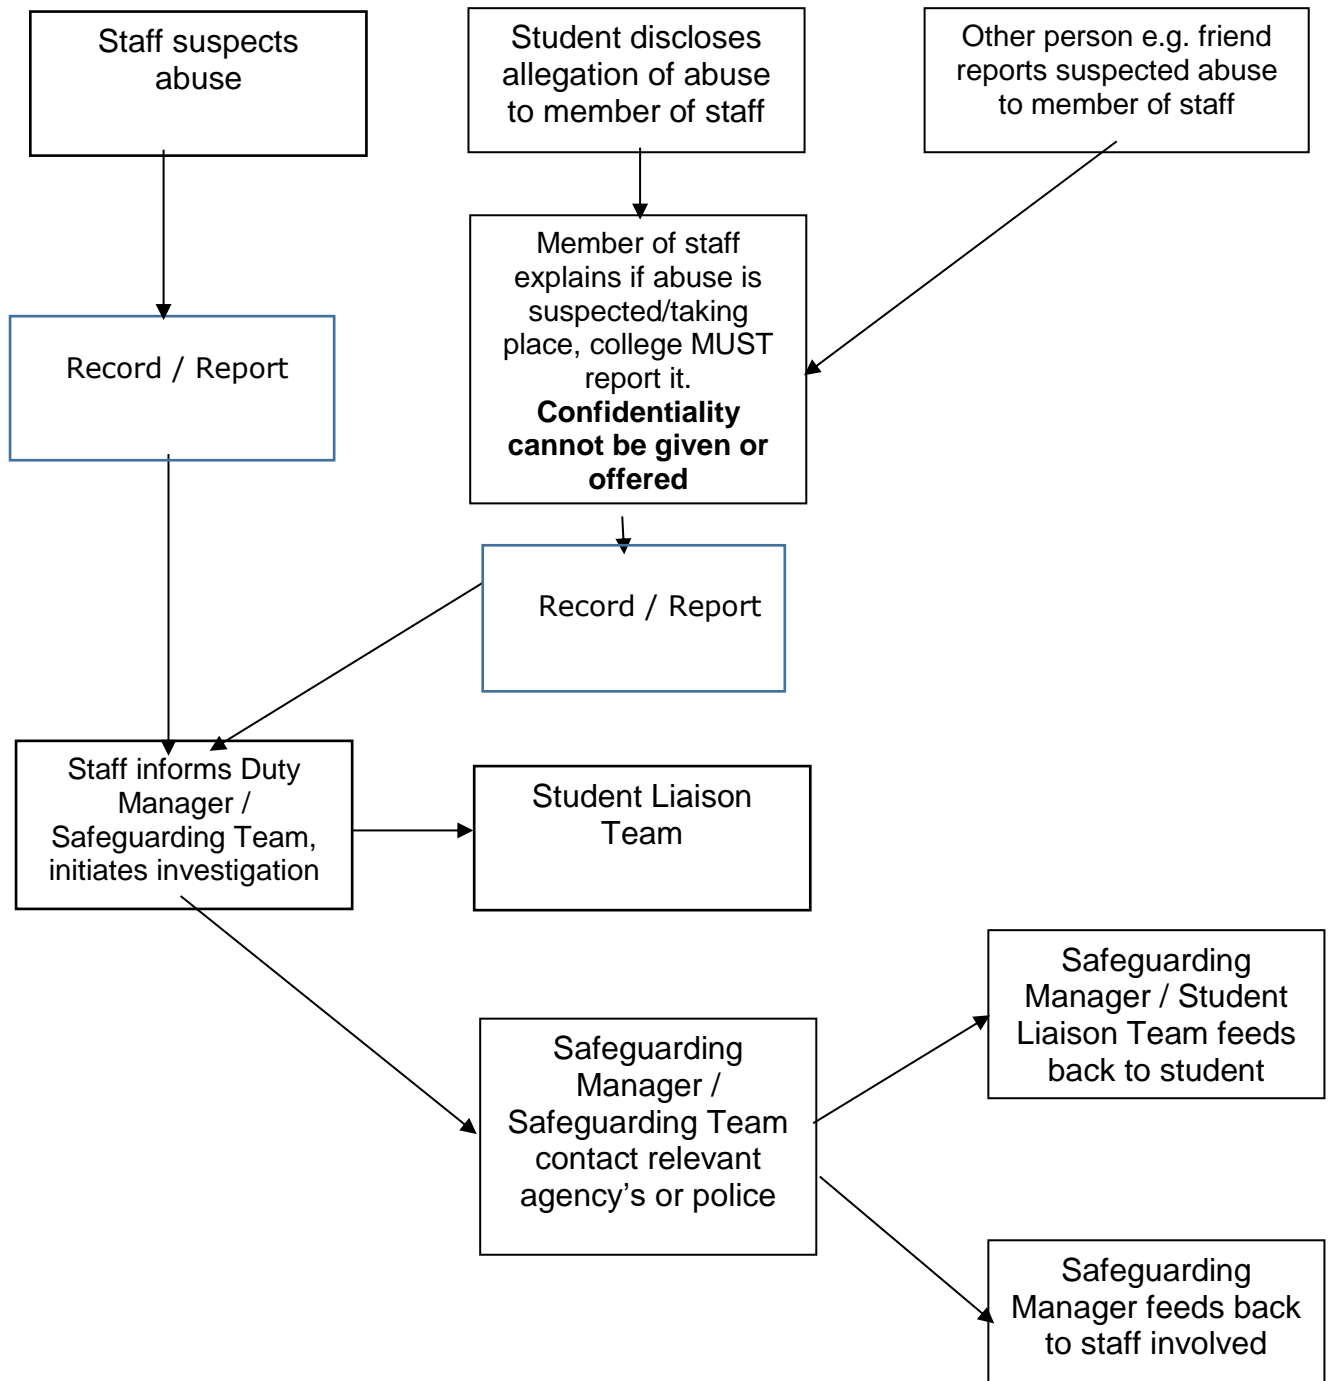 Staff suspects
abuse
Student discloses
allegation of abuse
to member of staff
Other person e.g. friend
reports suspected abuse
to member of staff
Member of staff
explains if abuse is
suspected/taking
place, college MUST
report it.
Confidentiality
cannot be given or
offered
Record / Report
Record / Report
Staff informs Duty
Manager /
Safeguarding Team,
initiates investigation
Student Liaison
Team
Safeguarding
Manager / Student
Liaison Team feeds
back to student
Safeguarding
Manager /
Safeguarding Team
contact relevant
agency’s or police
Safeguarding
Manager feeds back
to staff involved